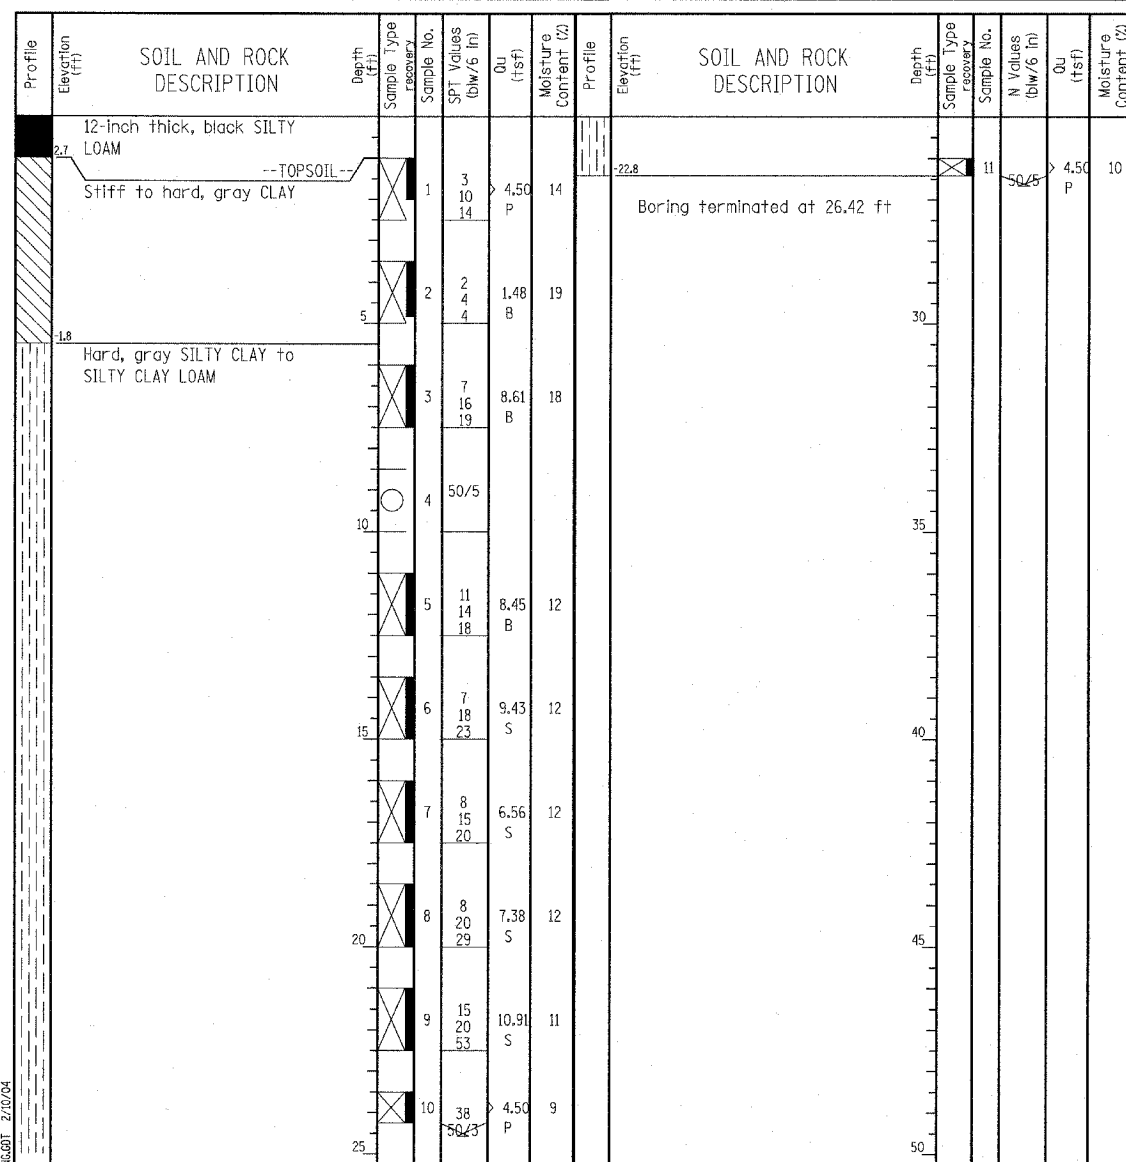 Profile
Elevation (ft)
SOIL AND ROCK
DESCRIPTION
Depth (ft)
Sample Type
recovery
Sample No.
SPT Values
(blw/6 in)
Qu
(tsf)
Moisture
Content (%)
Profile
Elevation (ft)
SOIL AND ROCK
DESCRIPTION
Depth (ft)
Sample Type
recovery
Sample No.
N Values
(blw/6 in)
Qu
(tsf)
Moisture
Content (%)
12-inch thick, black SILTY
2.7 LOAM
--TOPSOIL--
Stiff to hard, gray CLAY
1
3
10
14
> 4.50
P
14
2
2
4
4
1.48
B
19
5
-1.8
Hard, gray SILTY CLAY to
SILTY CLAY LOAM
3
7
16
19
8.61
B
18
4
50/5
10
5
11
14
18
8.45
B
12
6
7
18
23
9.43
S
12
15
7
8
15
20
6.56
S
12
8
8
20
29
7.38
S
12
20
9
15
20
53
10.91
S
11
10
38
50/3
> 4.50
P
9
25
-22.8
11
50/5
> 4.50
P
10
Boring terminated at 26.42 ft
30
35
40
45
50
NG.GDT 2/10/04